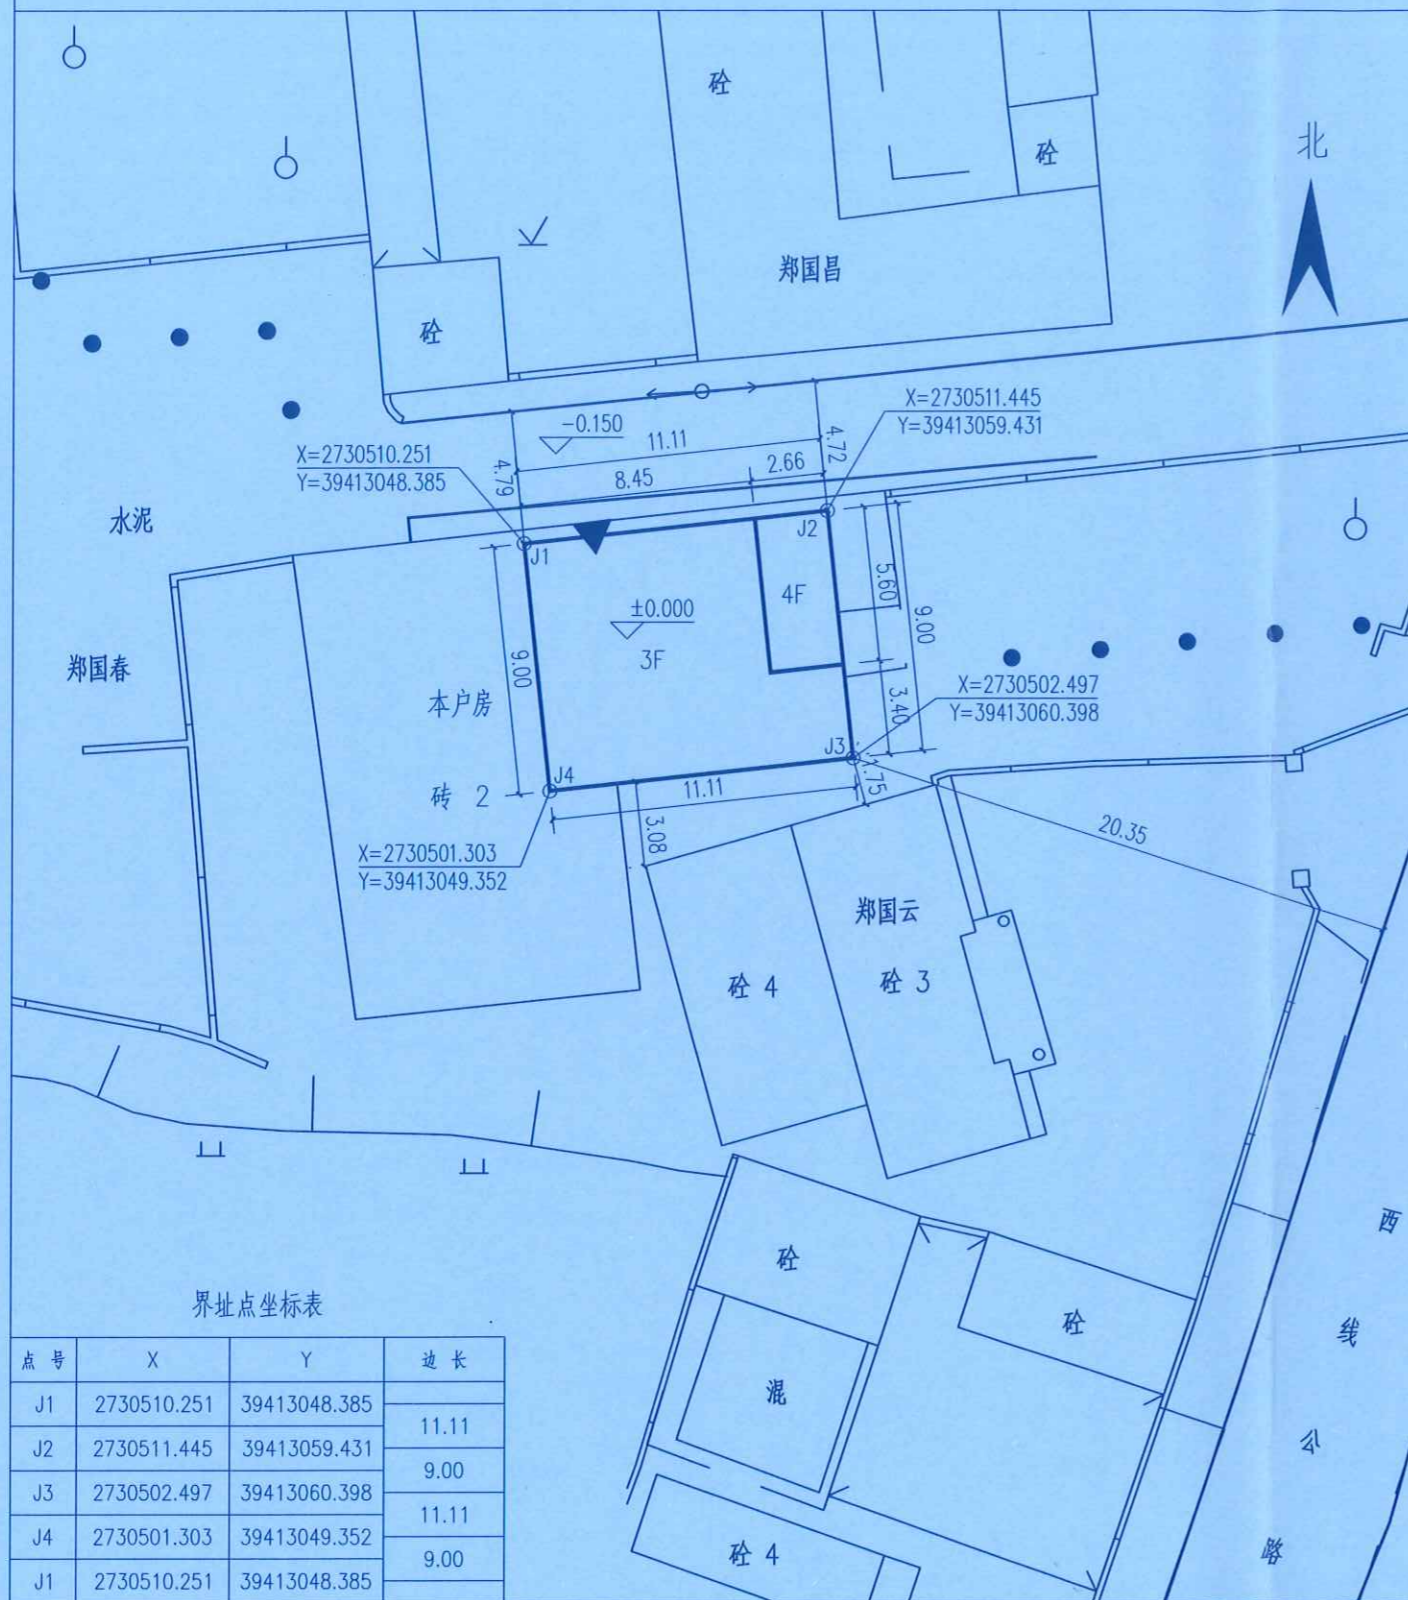 砼
砼
北
郑国昌
砼
-0.150
X=2730511.445
Y=39413059.431
11.11
4.72
X=2730510.251
Y=39413048.385
4.79
8.45
2.66
水泥
J1
J2
5.60
4F
9.00
±0.000
3F
9.00
郑国春
本户房
X=2730502.497
Y=39413060.398
3.40
J3
J4
1.75
11.11
砖 2
3.08
20.35
X=2730501.303
Y=39413049.352
郑国云
砼 4
砼 3
西
线
公
路
砼
砼
混
砼 4
界址点坐标表
点 号 X Y 边 长
J1 2730510.251 39413048.385
11.11
J2 2730511.445 39413059.431
9.00
J3 2730502.497 39413060.398
11.11
J4 2730501.303 39413049.352
9.00
J1 2730510.251 39413048.385